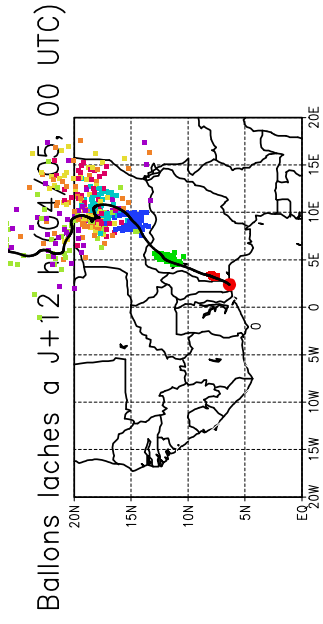 Ballons laches a J+12 h(04.05, 00 UTC)
20N
15N
10N
5N
EQ
0
20W 15W 10W 5W 0 5E 10E 15E 20E